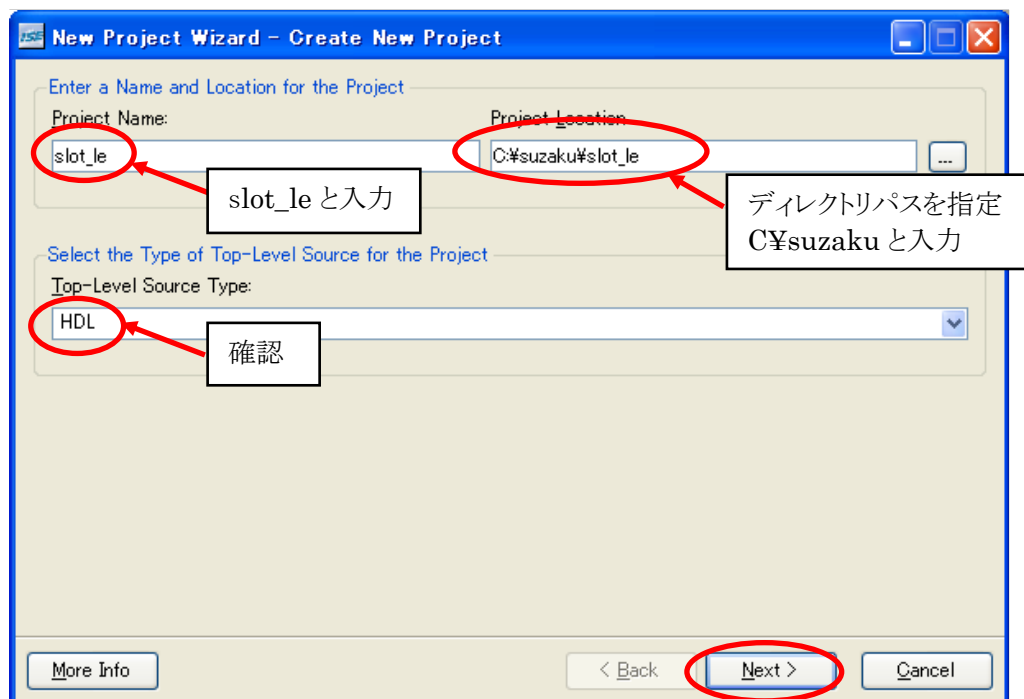 ISE New Project Wizard - Create New Project
Enter a Name and Location for the Project
Project Name:
Project Location
slot_le
C:¥suzaku¥slot_le
...
slot_le と入力
ディレクトリパスを指定
C¥suzaku と入力
Select the Type of Top-Level Source for the Project
Top-Level Source Type:
HDL
確認
More Info
< Back
Next >
Cancel